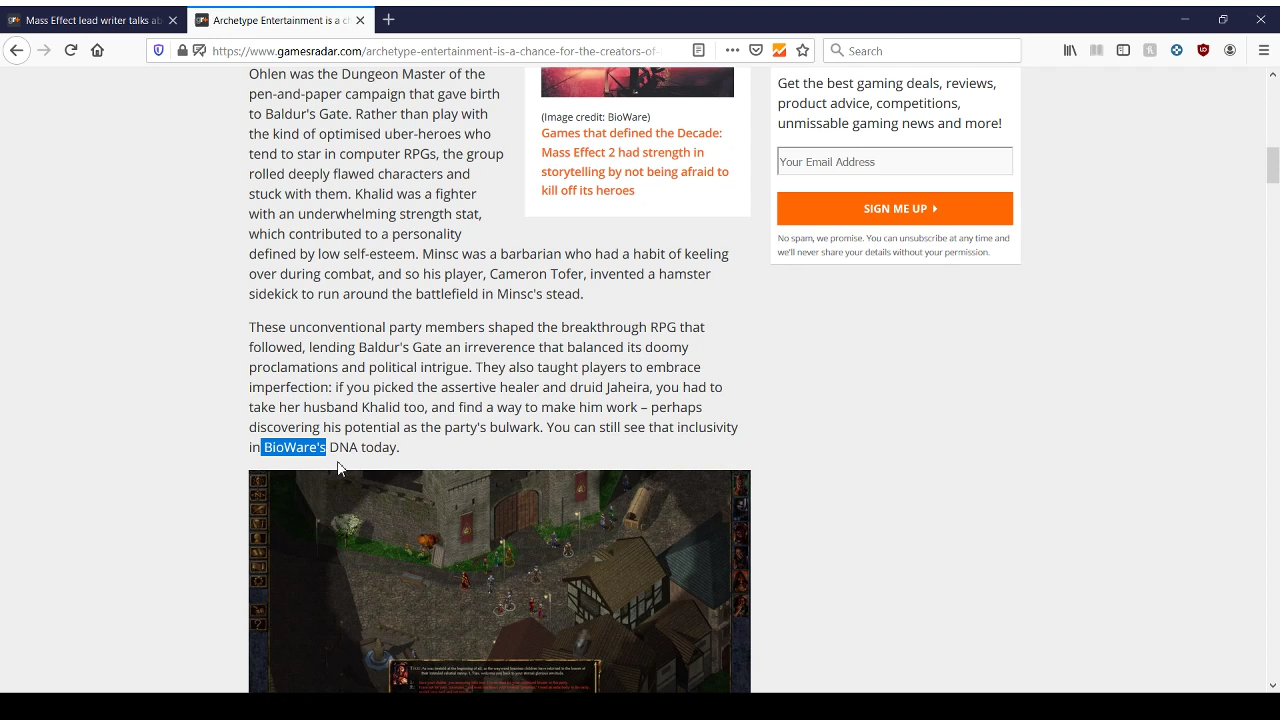 Mass Effect lead writer talks ab
Archetype Entertainment is a ch
https://www.gamesradar.com/archetype-entertainment-is-a-chance-for-the-creators-of-
Search
Ohlen was the Dungeon Master of the
pen-and-paper campaign that gave birth
to Baldur's Gate. Rather than play with
the kind of optimised uber-heroes who
tend to star in computer RPGs, the group
rolled deeply flawed characters and
stuck with them. Khalid was a fighter
with an underwhelming strength stat,
which contributed to a personality
defined by low self-esteem. Minsc was a barbarian who had a habit of keeling
over during combat, and so his player, Cameron Tofer, invented a hamster
sidekick to run around the battlefield in Minsc's stead.
(Image credit: BioWare)
Games that defined the Decade:
Mass Effect 2 had strength in
storytelling by not being afraid to
kill off its heroes
These unconventional party members shaped the breakthrough RPG that
followed, lending Baldur's Gate an irreverence that balanced its doomy
proclamations and political intrigue. They also taught players to embrace
imperfection: if you picked the assertive healer and druid Jaheira, you had to
take her husband Khalid too, and find a way to make him work – perhaps
discovering his potential as the party's bulwark. You can still see that inclusivity
in BioWare's DNA today.
Get the best gaming deals, reviews,
product advice, competitions,
unmissable gaming news and more!
Your Email Address
SIGN ME UP
No spam, we promise. You can unsubscribe at any time and
we'll never share your details without your permission.